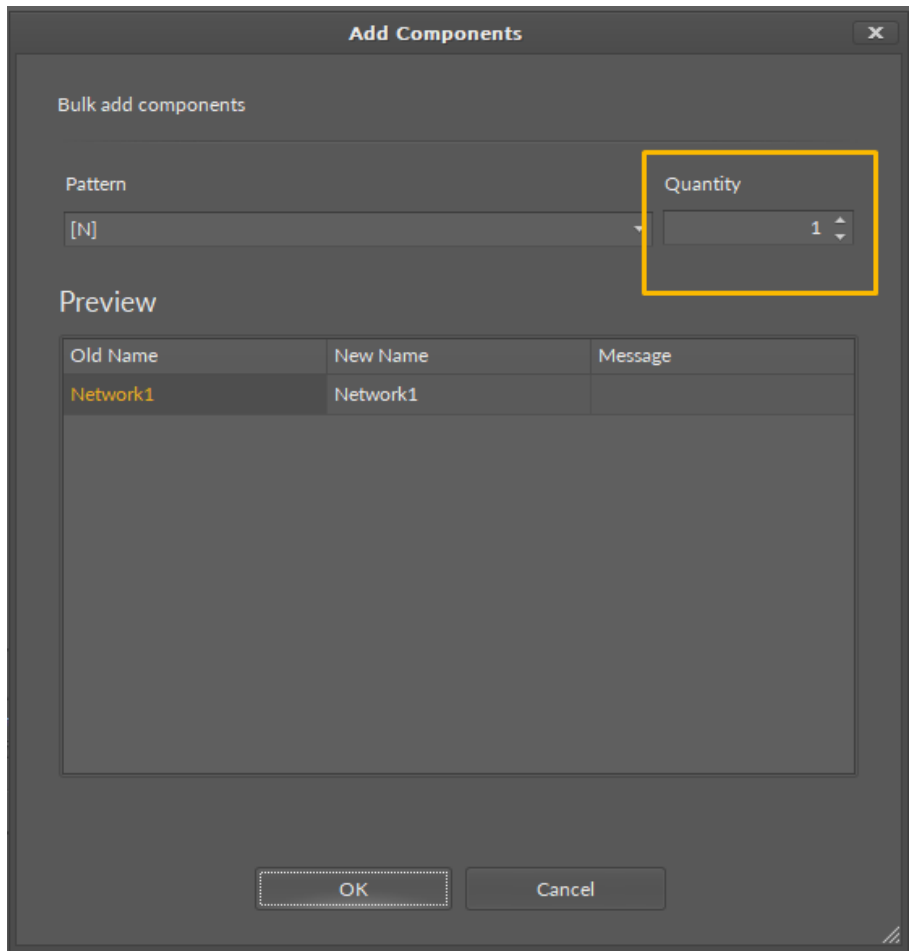 Add Components
Bulk add components
Pattern
Quantity
[N]
1
Preview
Old Name New Name Message
Network1 Network1
OK Cancel